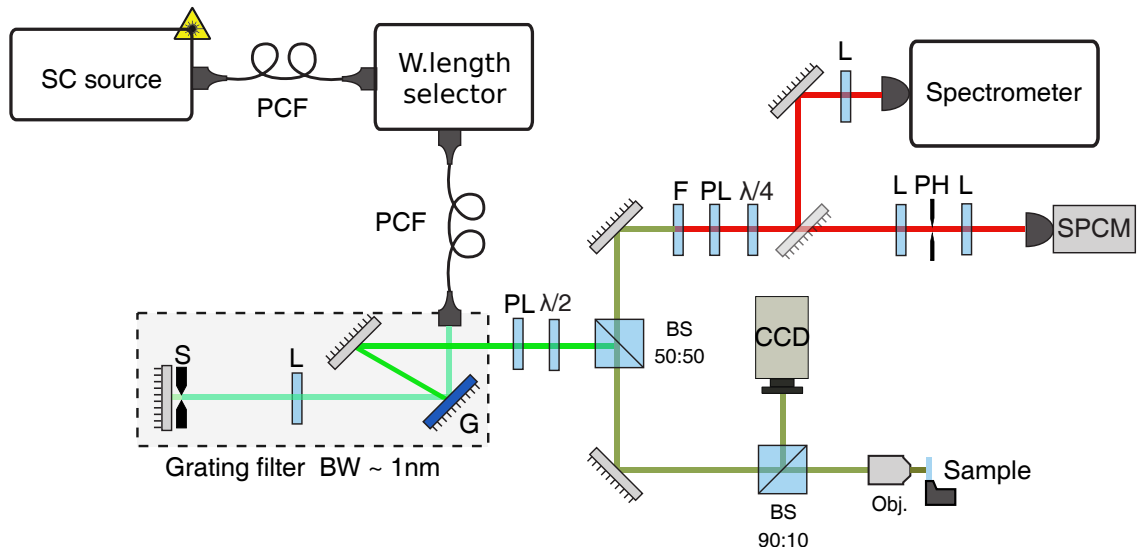 SC source
PCF
W.length
selector
PCF
L
Spectrometer
F PL λ/4
L PH L
SPCM
PL λ/2
BS
50:50
CCD
S
L
G
Grating filter BW ~ 1nm
Obj.
Sample
BS
90:10